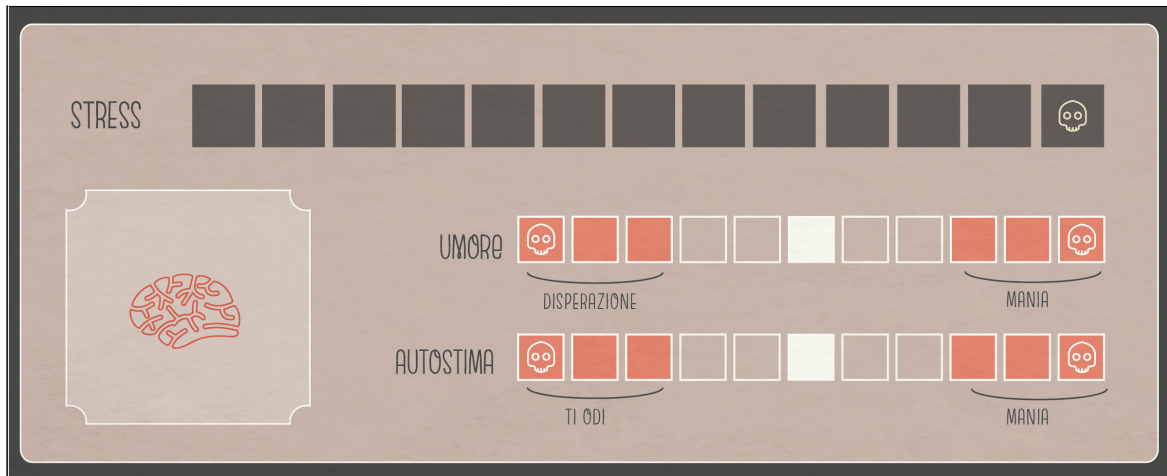 STRESS
UMORE
DISPERAZIONE
MANIA
AUTOSTIMA
TI ODI
MANIA